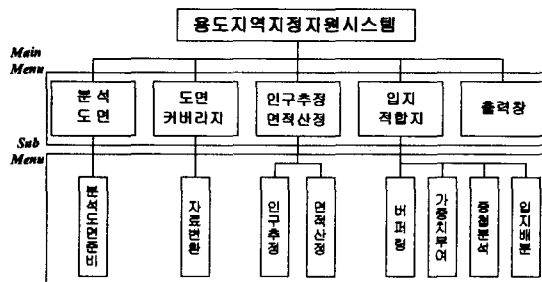 용도지역지정지원시스템
Main
Menu
분석
도면
도면
커버리지
인구추정
면적산정
입지
적합지
출력창
Sub
Menu
분석도면준비
자료변환
인구추정
면적산정
버퍼링
가중치부여
중첩분석
입지배분